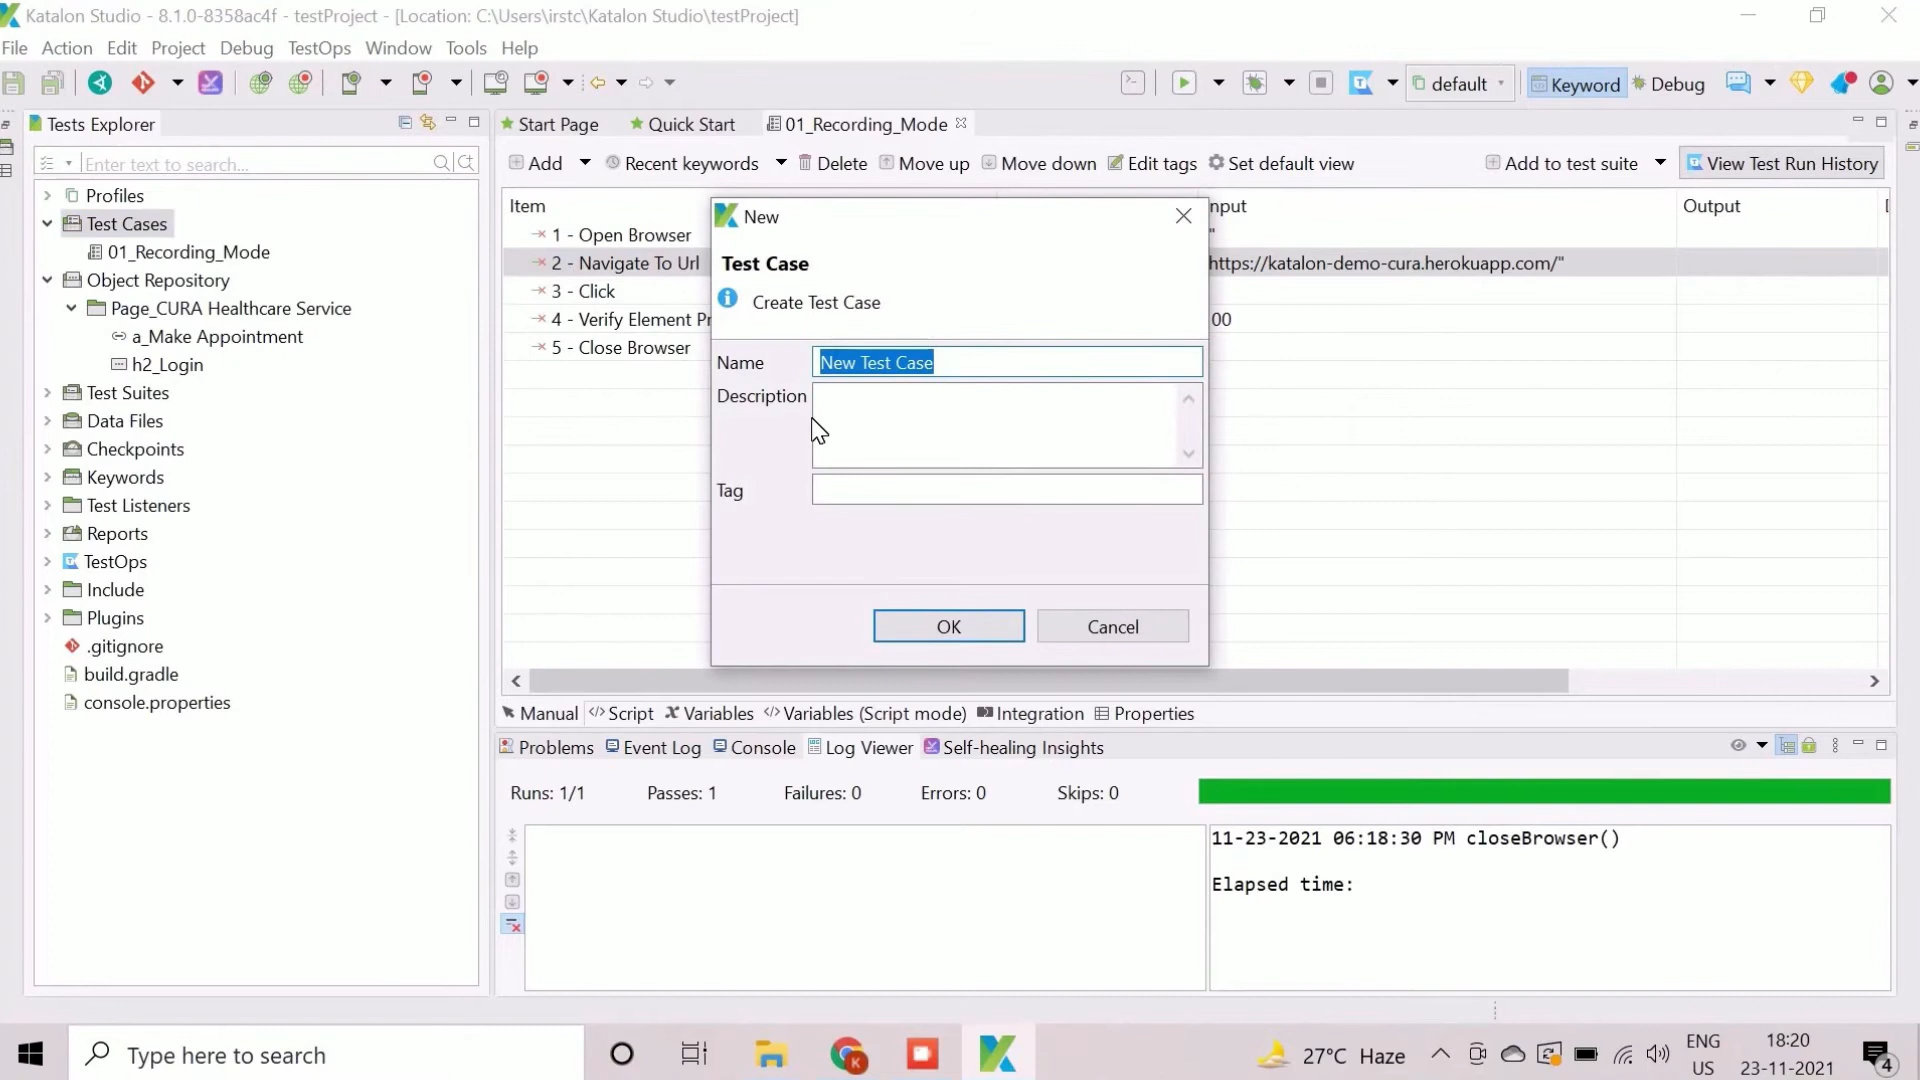 Katalon Studio - 8.1.0-8358ac4f - testProject - [Location: C:\Users\irstc\Katalon Studio\testProject]
File Action Edit Project Debug TestOps Window Tools Help
default Keyword Debug
Tests Explorer
Start Page Quick Start 01_Recording_Mode
Enter text to search...
Add Recent keywords Delete Move up Move down Edit tags Set default view Add to test suite View Test Run History
Profiles
Test Cases
01_Recording_Mode
Object Repository
Page_CURA Healthcare Service
a_Make Appointment
h2_Login
Test Suites
Data Files
Checkpoints
Keywords
Test Listeners
Reports
TestOps
Include
Plugins
.gitignore
build.gradle
console.properties
Item nput Output
1 - Open Browser "
2 - Navigate To Url https://katalon-demo-cura.herokuapp.com/"
3 - Click
4 - Verify Element Pr 00
5 - Close Browser
New
Test Case
Create Test Case
Name New Test Case
Description
Tag
OK Cancel
Manual Script Variables Variables (Script mode) Integration Properties
Problems Event Log Console Log Viewer Self-healing Insights
Runs: 1/1 Passes: 1 Failures: 0 Errors: 0 Skips: 0
11-23-2021 06:18:30 PM closeBrowser()
Elapsed time:
Type here to search
27°C Haze
ENG
US
18:20
23-11-2021
4